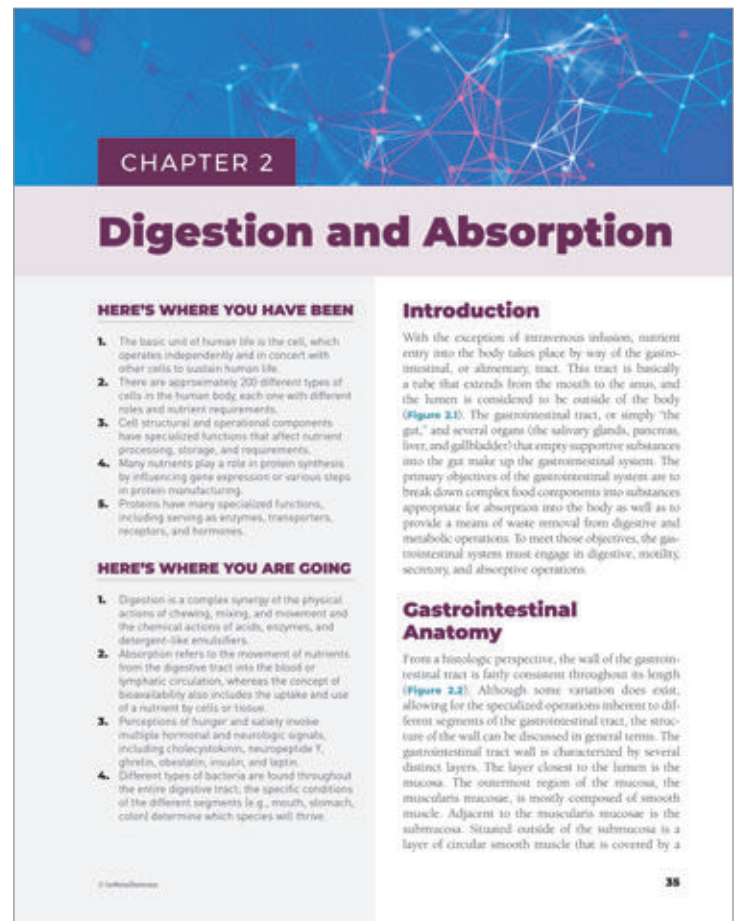 CHAPTER 2
Digestion and Absorption
HERE'S WHERE YOU HAVE BEEN
1. The basic unit of human life is the cell, which
operates independently and in concert with
other cells to sustain human life.
2. There are approximately 200 different types of
cells in the human body, each one with different
roles and nutrient requirements.
3. Cell structural and operational components
have specialized functions that affect nutrient
processing, storage, and requirements.
4. Many nutrients play a role in protein synthesis
by influencing gene expression or various steps
in protein manufacturing.
5. Proteins have many specialized functions,
including serving as enzymes, transporters,
receptors, and hormones.
HERE'S WHERE YOU ARE GOING
1. Digestion is a complex synergy of the physical
actions of chewing, mixing, and movement and
the chemical actions of acids, enzymes, and
detergent-like emulsifiers.
2. Absorption refers to the movement of nutrients
from the digestive tract into the blood or
lymphatic circulation, whereas the concept of
bioavailability also includes the uptake and use
of a nutrient by cells or tissue.
3. Perceptions of hunger and satiety involve
multiple hormonal and neurologic signals,
including cholecystokinin, neuropeptide Y,
ghrelin, obestatin, insulin, and leptin.
4. Different types of bacteria are found throughout
the entire digestive tract; the specific conditions
of the different segments (e.g., mouth, stomach,
colon) determine which species will thrive.
Introduction
With the exception of intravenous infusion, nutrient
entry into the body takes place by way of the gastro-
intestinal, or alimentary, tract. This tract is basically
a tube that extends from the mouth to the anus, and
the lumen is considered to be outside of the body
(Figure 2.1). The gastrointestinal tract, or simply "the
gut," and several organs (the salivary glands, pancreas,
liver, and gallbladder) that empty supportive substances
into the gut make up the gastrointestinal system. The
primary objectives of the gastrointestinal system are to
break down complex food components into substances
appropriate for absorption into the body as well as to
provide a means of waste removal from digestive and
metabolic operations. To meet those objectives, the gas-
trointestinal system must engage in digestive, motility,
secretory, and absorptive operations.
Gastrointestinal
Anatomy
From a histologic perspective, the wall of the gastroin-
testinal tract is fairly consistent throughout its length
(Figure 2.2). Although some variation does exist,
allowing for the specialized operations inherent to dif-
ferent segments of the gastrointestinal tract, the struc-
ture of the wall can be discussed in general terms. The
gastrointestinal tract wall is characterized by several
distinct layers. The layer closest to the lumen is the
mucosa. The outermost region of the mucosa, the
muscularis mucosae, is mostly composed of smooth
muscle. Adjacent to the muscularis mucosae is the
submucosa. Situated outside of the submucosa is a
layer of circular smooth muscle that is covered by a
35